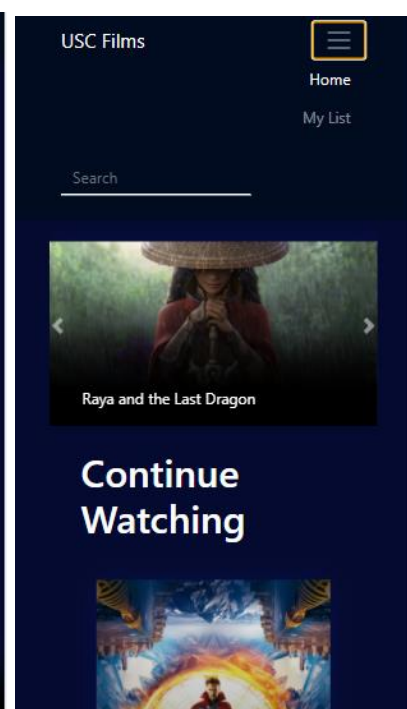 USC Films
Home
My List
Search
Raya and the Last Dragon
Continue
Watching